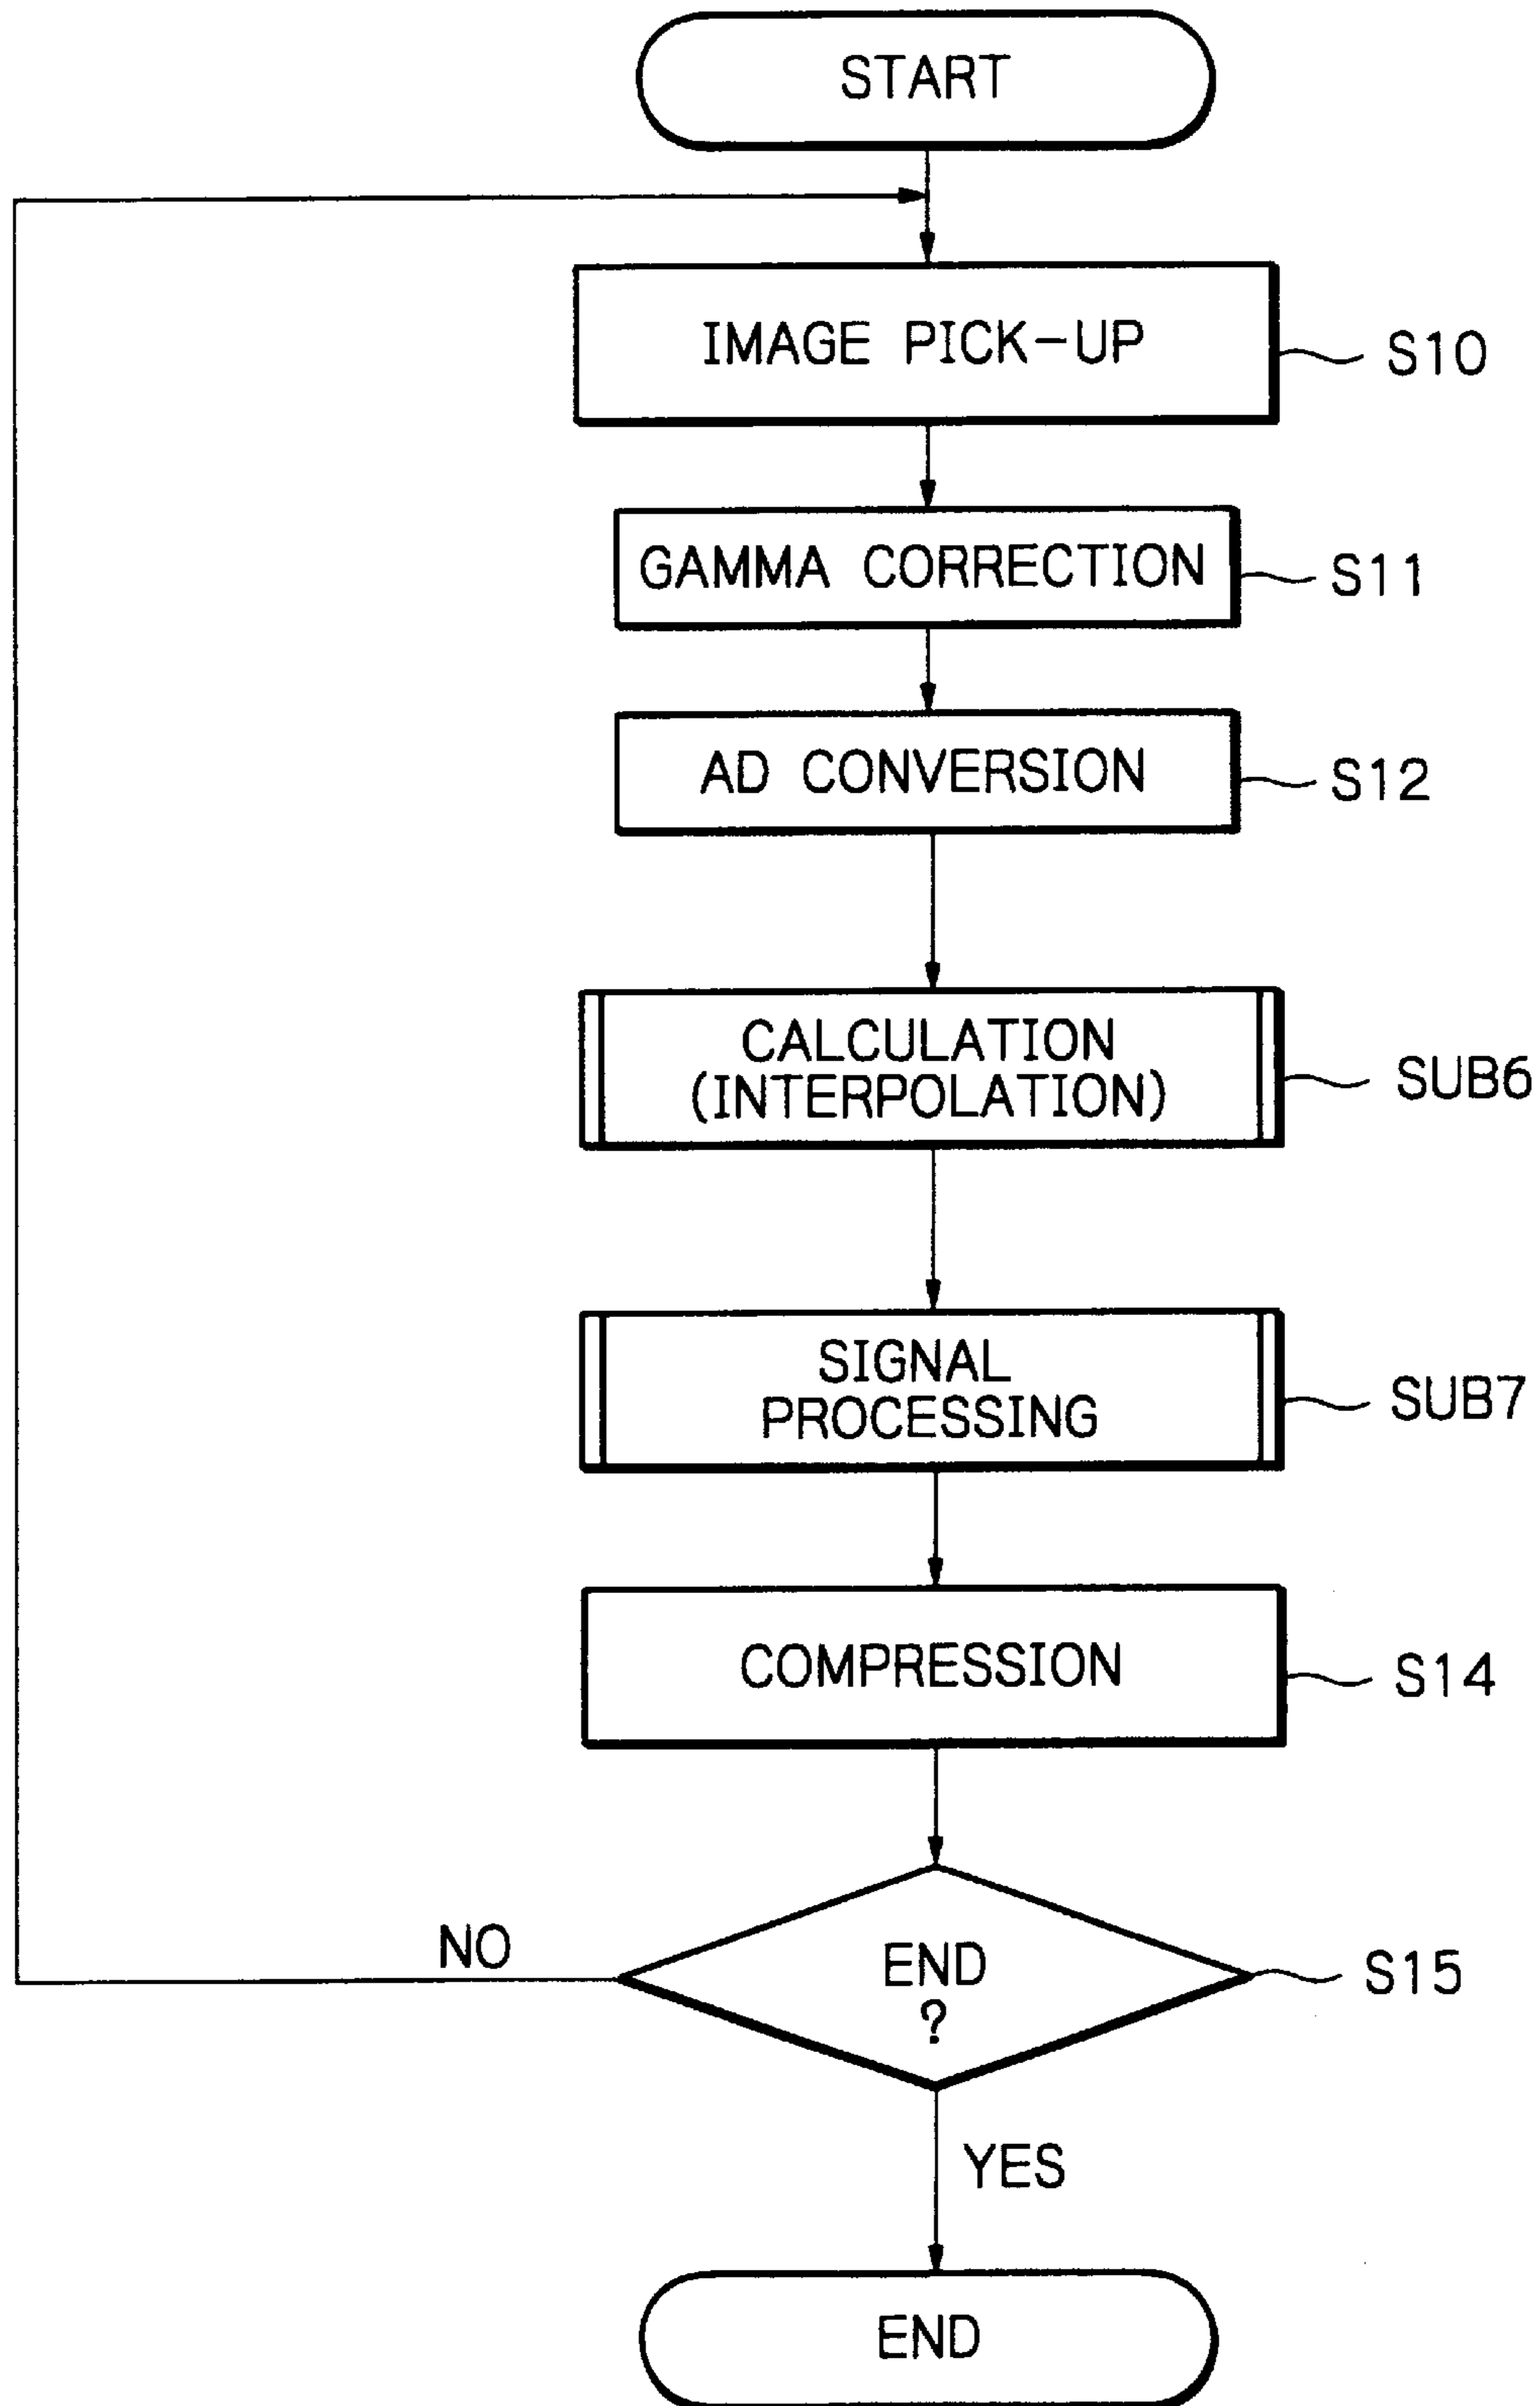 START
IMAGE PICK-UP
S10
GAMMA CORRECTION
S11
AD CONVERSION
S12
CALCULATION
(INTERPOLATION)
SUB6
SIGNAL
PROCESSING
SUB7
COMPRESSION
S14
NO
END
?
S15
YES
END